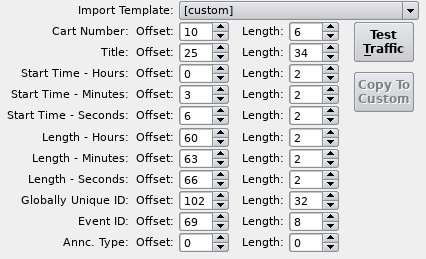 Import Template: [custom]
Cart Number: Offset: 10 Length: 6
Test Traffic
Title: Offset: 25 Length: 34
Start Time - Hours: Offset: 0 Length: 2
Copy To Custom
Start Time - Minutes: Offset: 3 Length: 2
Start Time - Seconds: Offset: 6 Length: 2
Length - Hours: Offset: 60 Length: 2
Length - Minutes: Offset: 63 Length: 2
Length - Seconds: Offset: 66 Length: 2
Globally Unique ID: Offset: 102 Length: 32
Event ID: Offset: 69 Length: 8
Annc. Type: Offset: 0 Length: 0